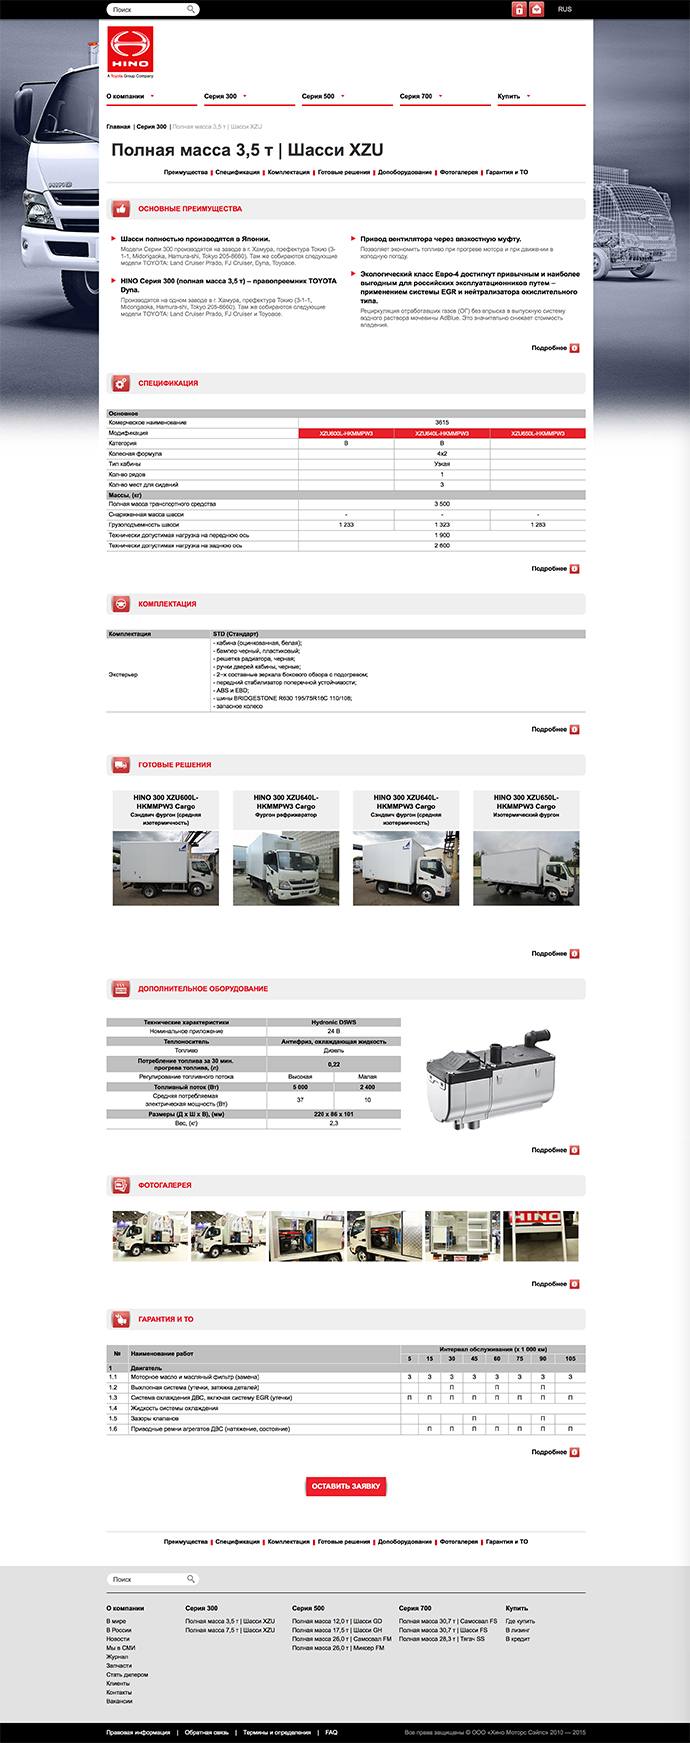 Поиск
RUS
HINO
A Toyota Group Company
О компании
Серия 300
Серия 500
Серия 700
Купить
Главная | Серия 300 | Полная масса 3,5 т | Шасси XZU
Полная масса 3,5 т | Шасси XZU
Преимущества | Спецификация | Комплектация | Готовые решения | Допоборудование | Фотогалерея | Гарантия и ТО
ОСНОВНЫЕ ПРЕИМУЩЕСТВА
Шасси полностью производятся в Японии.
Модели Серии 300 производятся на заводе в г. Хамура, префектура Токио (3-
1-1, Midorigaoka, Hamura-shi, Tokyo 205-8660). Там же собираются следующие
модели TOYOTA: Land Cruiser Prado, FJ Cruiser, Dyna, Toyoace.
HINO Серия 300 (полная масса 3,5 т) – правопреемник TOYOTA
Dyna.
Производятся на одном заводе в г. Хамура, префектура Токио (3-1-1,
Midorigaoka, Hamura-shi, Tokyo 205-8660). Там же собираются следующие
модели TOYOTA: Land Cruiser Prado, FJ Cruiser и Toyoace.
Привод вентилятора через вязкостную муфту.
Позволяет экономить топливо при прогреве мотора и при движении в
холодную погоду.
Экологический класс Евро-4 достигнут привычным и наиболее
выгодным для российских эксплуатационников путем –
применением системы EGR и нейтрализатора окислительного
типа.
Рециркуляция отработавших газов (ОГ) без впрыска в выпускную систему
водного раствора мочевины AdBlue. Это значительно снижает стоимость
владения.
Подробнее
СПЕЦИФИКАЦИЯ
Основное
Комерческое наименование 3615
Модификация XZU600L-HKMMPW3 XZU640L-HKMMPW3 XZU650L-HKMMPW3
Категория B B
Колесная формула 4x2
Тип кабины Узкая
Кол-во рядов 1
Кол-во мест для сидений 3
Массы, (кг)
Полная масса транспортного средства 3 500
Снаряженная масса шасси - - -
Грузоподъемность шасси 1 233 1 323 1 283
Технически допустимая нагрузка на переднюю ось 1 900
Технически допустимая нагрузка на заднюю ось 2 600
Подробнее
КОМПЛЕКТАЦИЯ
Комплектация STD (Стандарт)
Экстерьер
- кабина (оцинкованная, белая);
- бампер черный, пластиковый;
- решетка радиатора, черная;
- ручки дверей кабины, черные;
- 2-х составные зеркала бокового обзора с подогревом;
- передний стабилизатор поперечной устойчивости;
- ABS и EBD;
- шины BRIDGESTONE R630 195/75R16C 110/108;
- запасное колесо
Подробнее
ГОТОВЫЕ РЕШЕНИЯ
HINO 300 XZU600L-
HKMMPW3 Cargo
Сэндвич фургон (средняя
изотермичность)
HINO 300 XZU640L-
HKMMPW3 Cargo
Фургон рефрижератор
HINO 300 XZU640L-
HKMMPW3 Cargo
Сэндвич фургон (средняя
изотермичность)
HINO 300 XZU650L-
HKMMPW3 Cargo
Изотермический фургон
Подробнее
ДОПОЛНИТЕЛЬНОЕ ОБОРУДОВАНИЕ
Технические характеристики Hydronic D5WS
Номинальное приложение 24 В
Теплоноситель Антифриз, охлаждающая жидкость
Топливо Дизель
Потребление топлива за 30 мин.
прогрева топлива, (л) 0,22
Регулирование топливного потока Высокая Малая
Топливный поток (Вт) 5 000 2 400
Средняя потребляемая
электрическая мощность (Вт) 37 10
Размеры (Д x Ш x В), (мм) 220 x 86 x 101
Вес, (кг) 2,3
Подробнее
ФОТОГАЛЕРЕЯ
HINO
Подробнее
ГАРАНТИЯ И ТО
№ Наименование работ Интервал обслуживания (х 1 000 км)
5 15 30 45 60 75 90 105
1 Двигатель
1.1 Моторное масло и масляный фильтр (замена) З З З З З З З З
1.2 Выхлопная система (утечки, затяжка деталей) П П П
1.3 Система охлаждения ДВС, включая систему EGR (утечки) П П П П П П П П
1.4 Жидкость системы охлаждения
1.5 Зазоры клапанов П П
1.6 Приводные ремни агрегатов ДВС (натяжение, состояние) П П П П П П П
Подробнее
ОСТАВИТЬ ЗАЯВКУ
Преимущества | Спецификация | Комплектация | Готовые решения | Допоборудование | Фотогалерея | Гарантия и ТО
Поиск
О компании
В мире
В России
Новости
Мы в СМИ
Журнал
Запчасти
Стать дилером
Клиенты
Контакты
Вакансии
Серия 300
Полная масса 3,5 т | Шасси XZU
Полная масса 7,5 т | Шасси XZU
Серия 500
Полная масса 12,0 т | Шасси GD
Полная масса 17,5 т | Шасси GH
Полная масса 26,0 т | Самосвал FM
Полная масса 26,0 т | Миксер FM
Серия 700
Полная масса 30,7 т | Самосвал FS
Полная масса 30,7 т | Шасси FS
Полная масса 28,3 т | Тягач SS
Купить
Где купить
В лизинг
В кредит
Правовая информация | Обратная связь | Термины и определения | FAQ
Все права защищены © ООО «Хино Моторс Сэйлс» 2010 — 2015